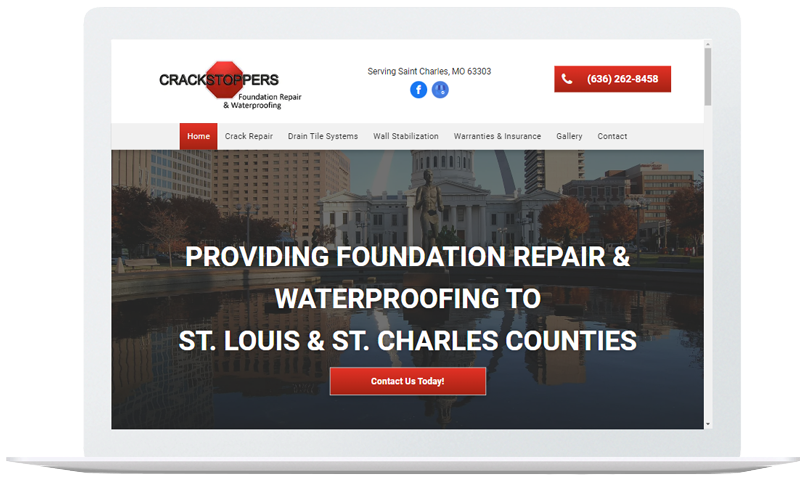 CRACKSTOPPERS
Foundation Repair
& Waterproofing
Serving Saint Charles, MO 63303
f
(636) 262-8458
Home Crack Repair Drain Tile Systems Wall Stabilization Warranties & Insurance Gallery Contact
PROVIDING FOUNDATION REPAIR &
WATERPROOFING TO
ST. LOUIS & ST. CHARLES COUNTIES
Contact Us Today!